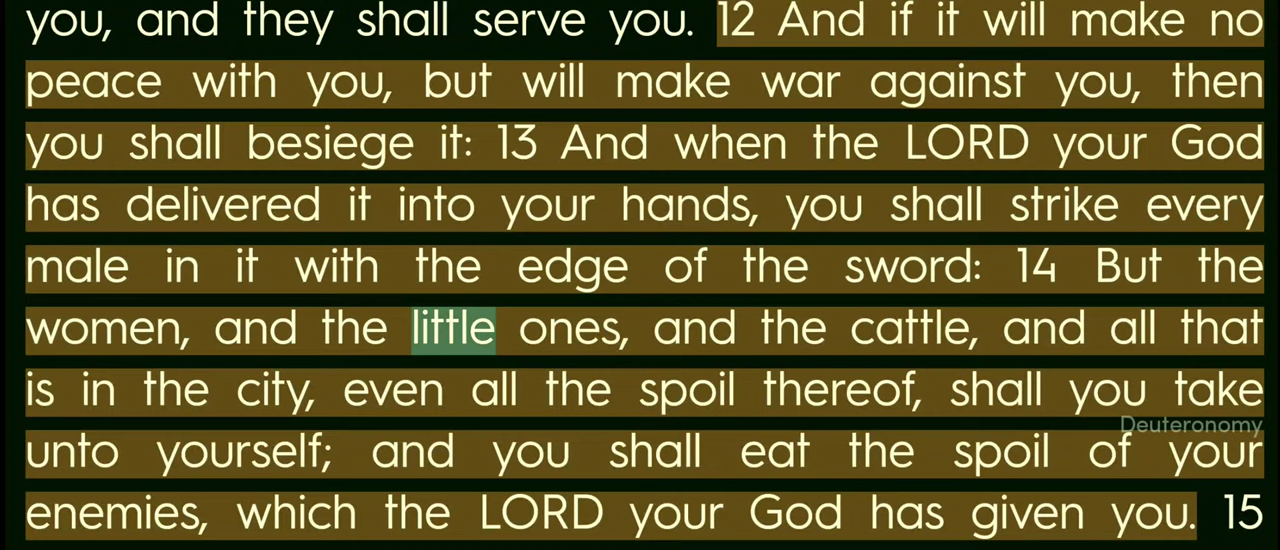 you, and they shall serve you. 12 And if it will make no
peace with you, but will make war against you, then
you shall besiege it: 13 And when the LORD your God
has delivered it into your hands, you shall strike every
male in it with the edge of the sword: 14 But the
women, and the little ones, and the cattle, and all that
is in the city, even all the spoil thereof, shall you take
Deuteronomy
unto yourself; and you shall eat the spoil of your
enemies, which the LORD your God has given you. 15